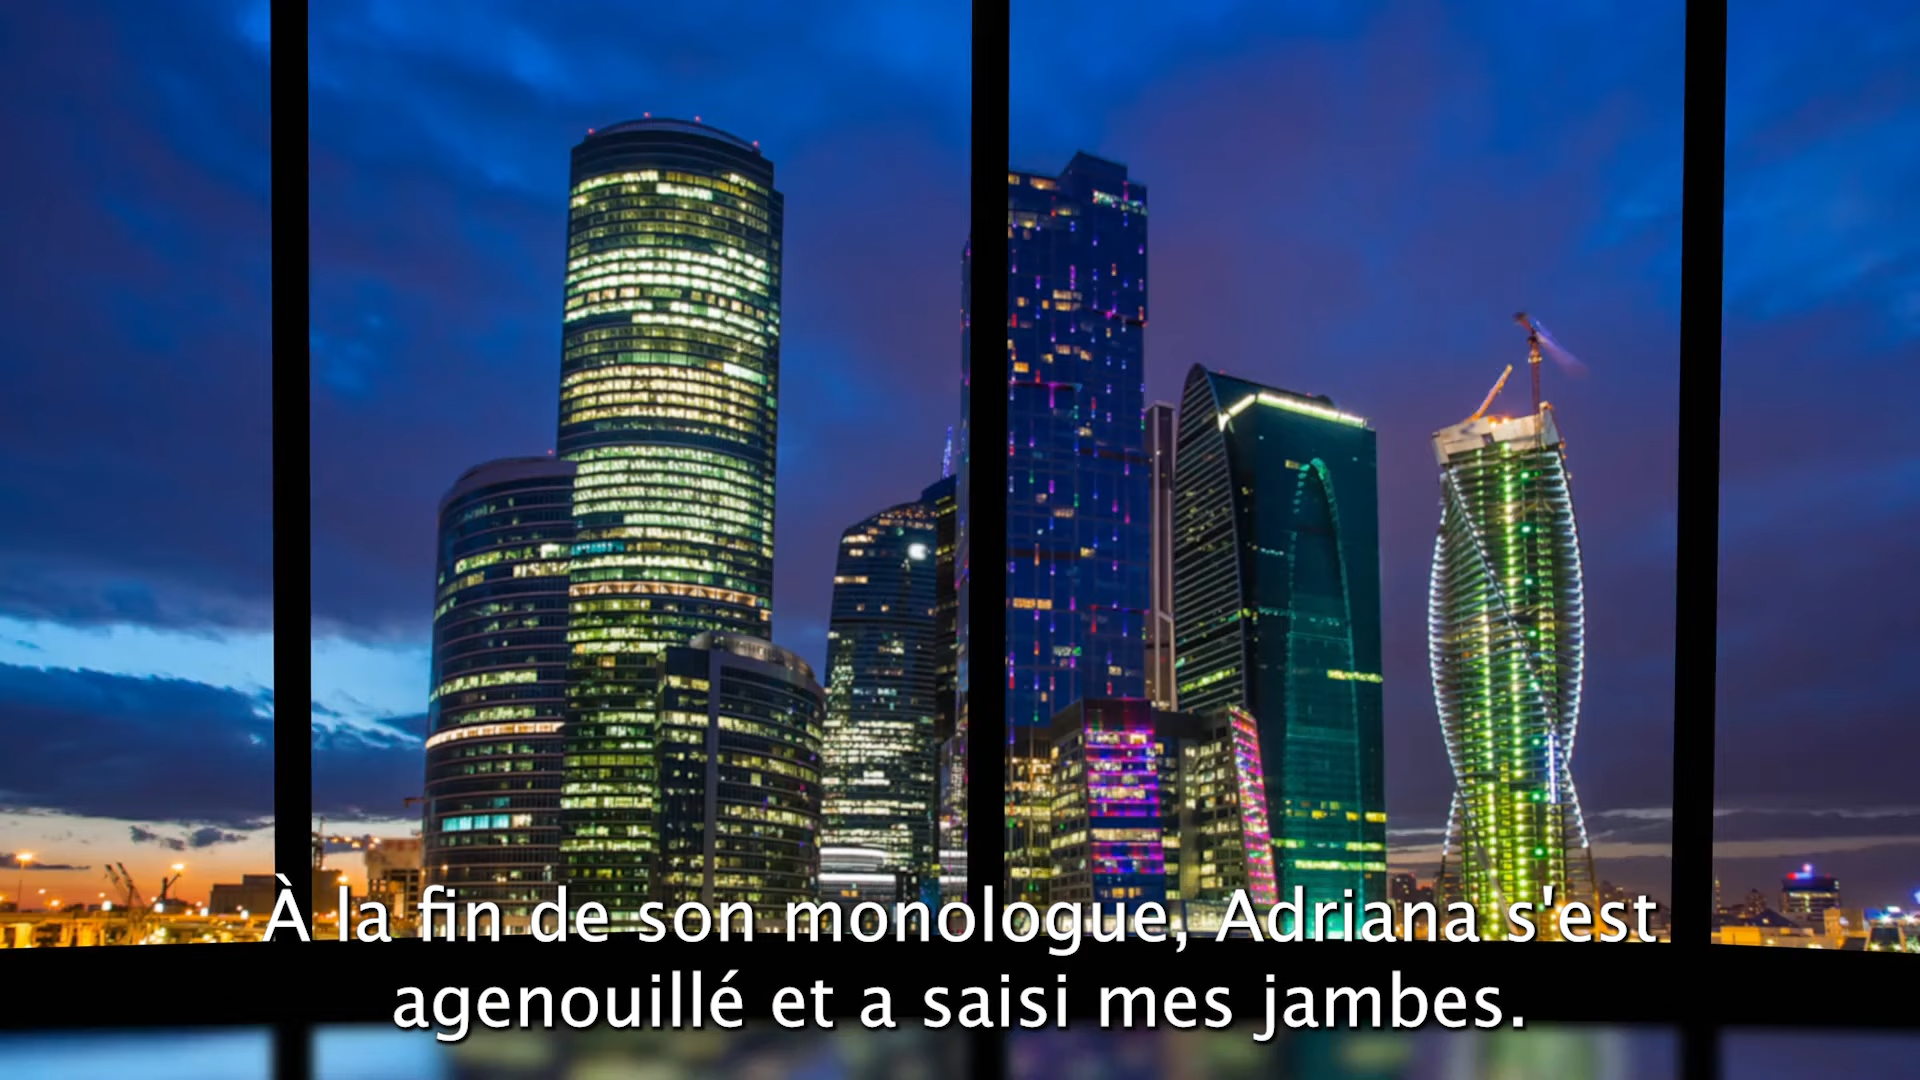 À la fin de son monologue, Adriana s'est
agenouillé et a saisi mes jambes.